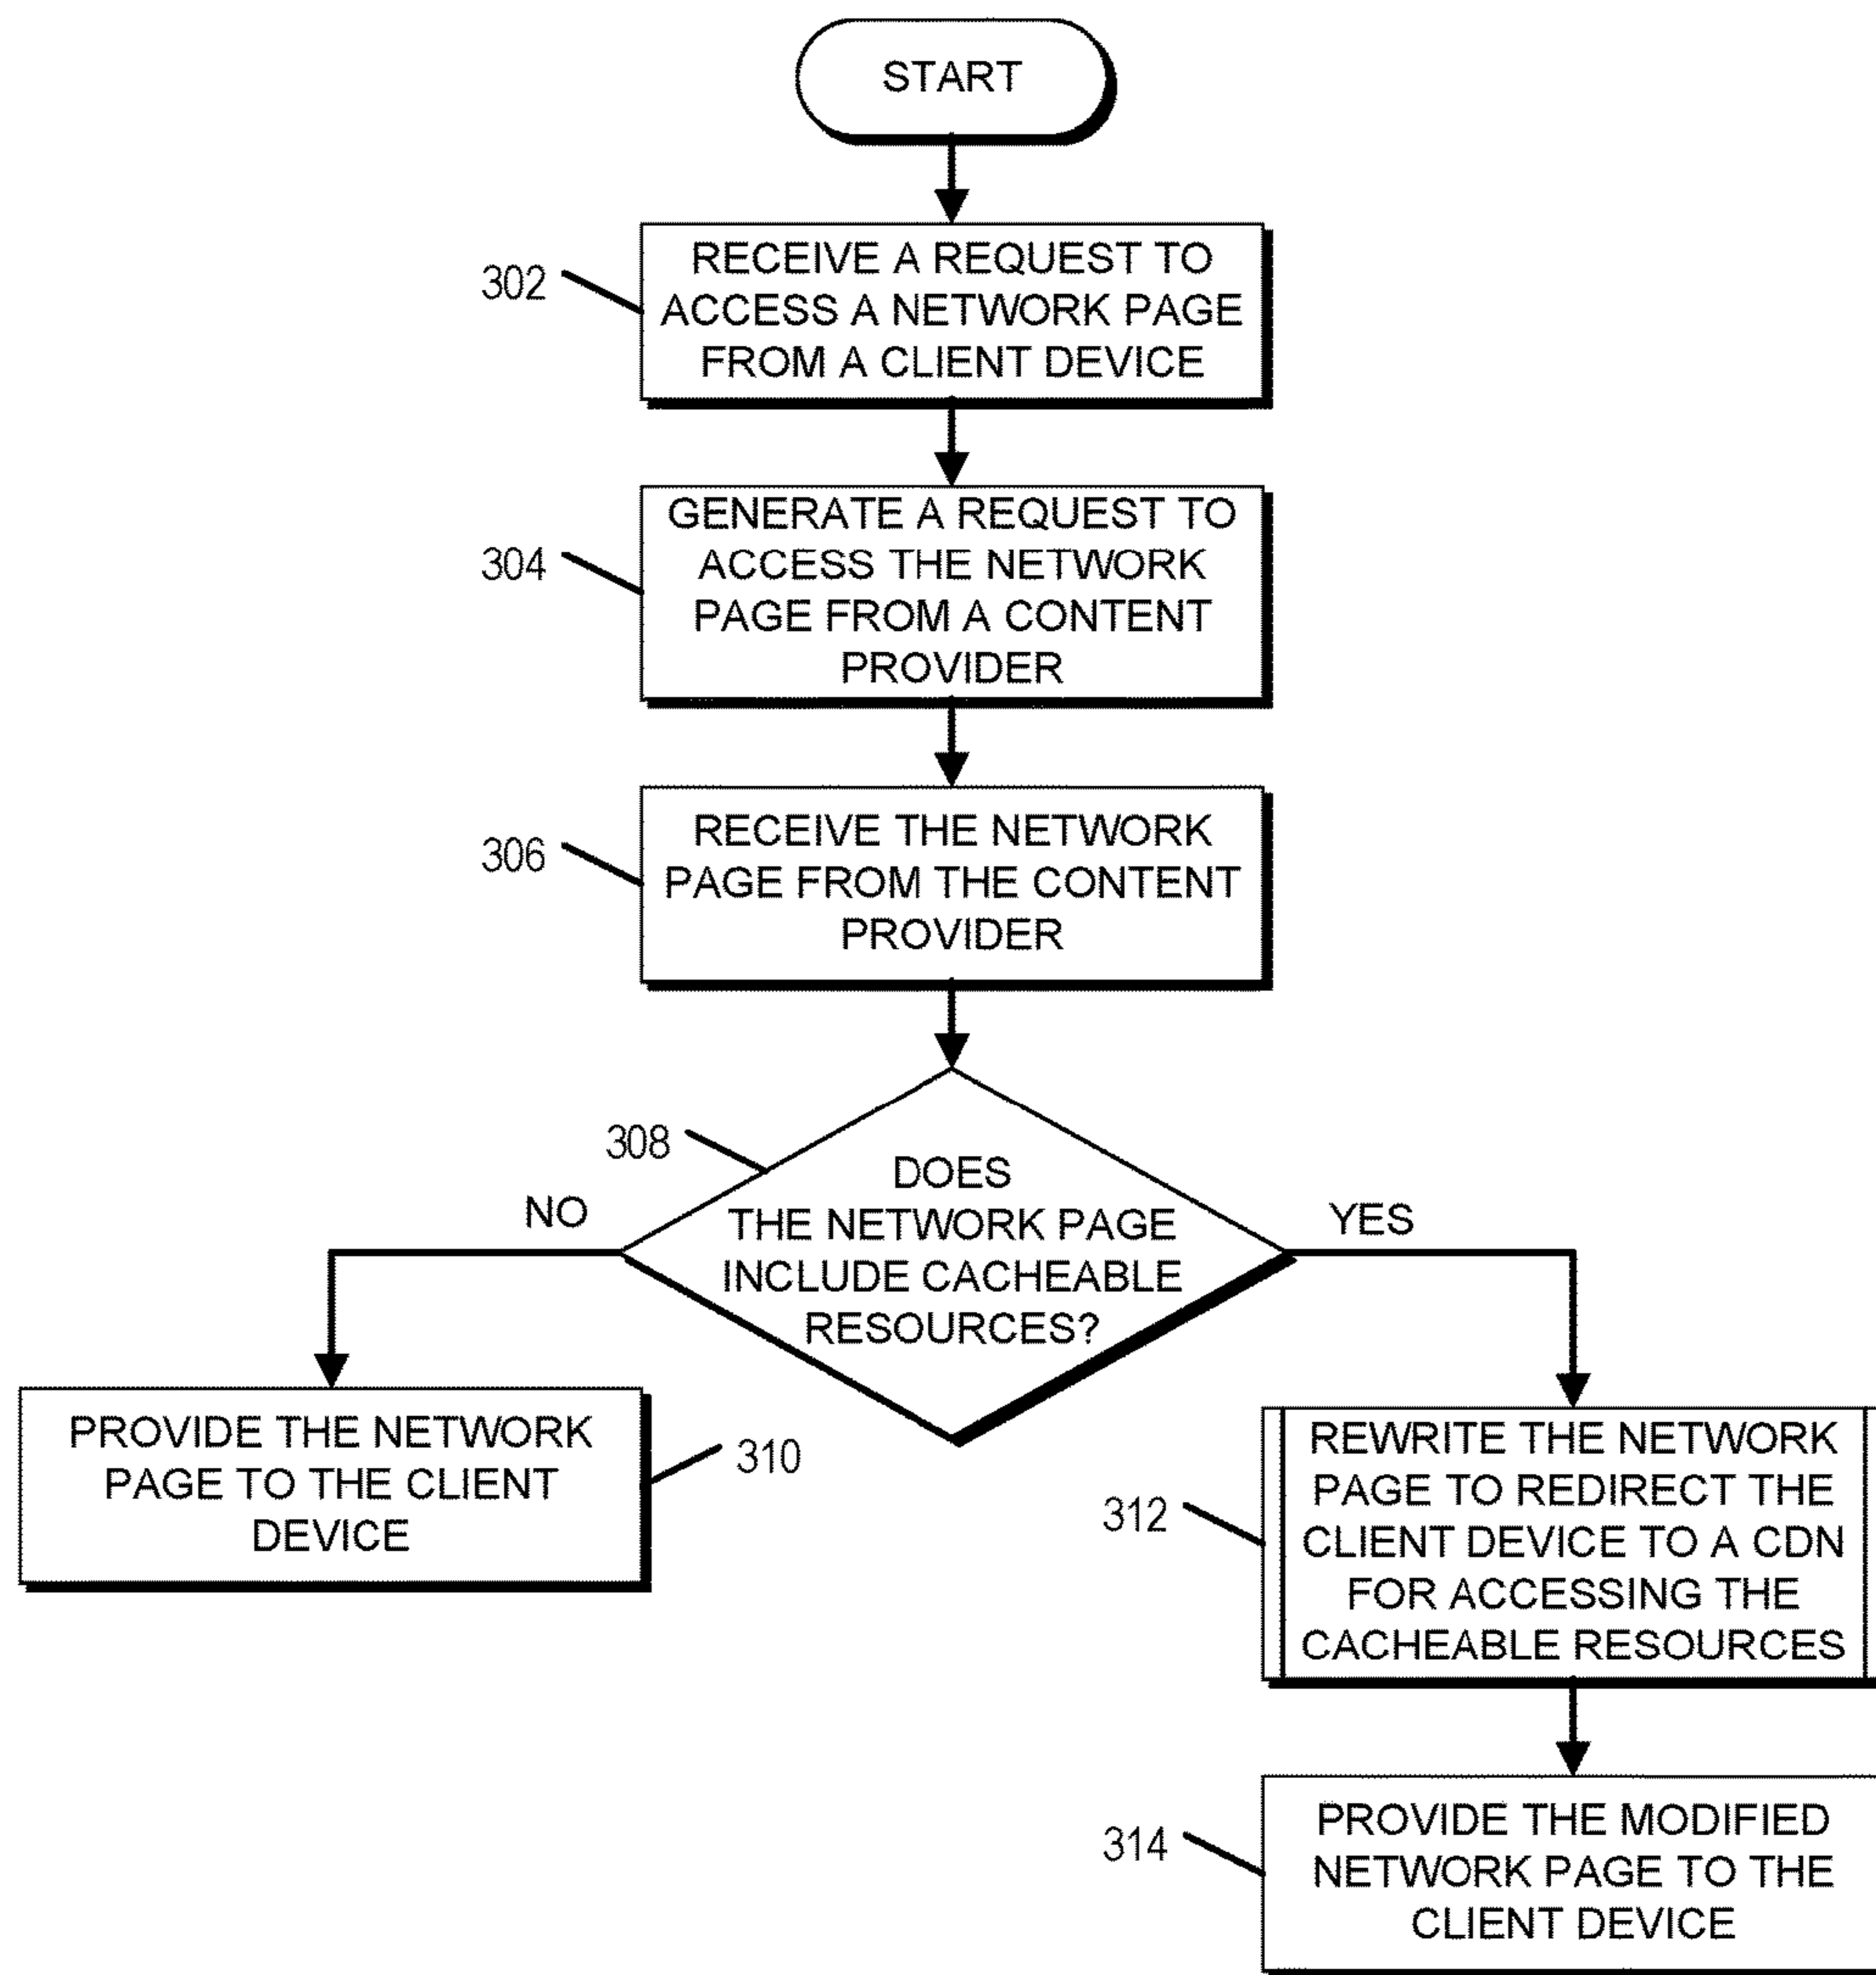 START
302
RECEIVE A REQUEST TO
ACCESS A NETWORK PAGE
FROM A CLIENT DEVICE
304
GENERATE A REQUEST TO
ACCESS THE NETWORK
PAGE FROM A CONTENT
PROVIDER
306
RECEIVE THE NETWORK
PAGE FROM THE CONTENT
PROVIDER
308
DOES
THE NETWORK PAGE
INCLUDE CACHEABLE
RESOURCES?
NO
YES
PROVIDE THE NETWORK
PAGE TO THE CLIENT
DEVICE
310
312
REWRITE THE NETWORK
PAGE TO REDIRECT THE
CLIENT DEVICE TO A CDN
FOR ACCESSING THE
CACHEABLE RESOURCES
314
PROVIDE THE MODIFIED
NETWORK PAGE TO THE
CLIENT DEVICE